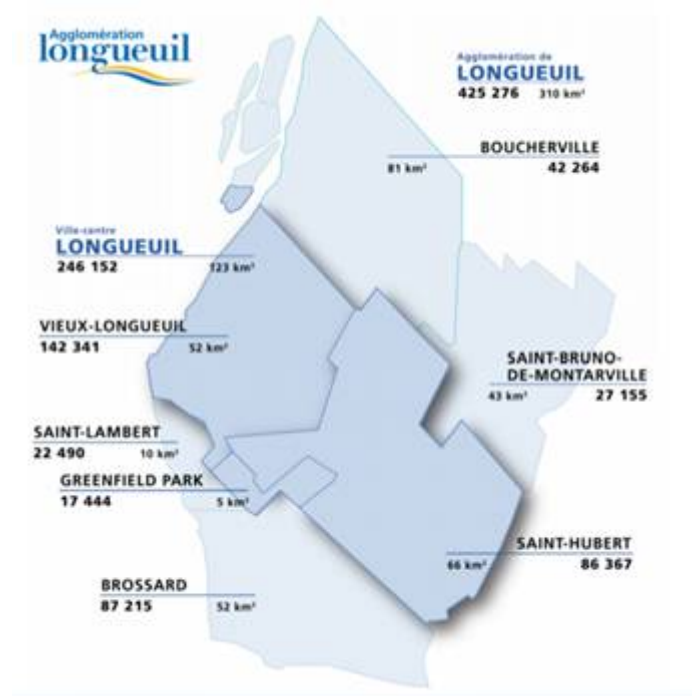 Agglomération
longueuil
Agglomération de
LONGUEUIL
425 276 310 km²
BOUCHERVILLE
81 km² 42 264
Ville-centre
LONGUEUIL
246 152 123 km²
VIEUX-LONGUEUIL
142 341 52 km²
SAINT-BRUNO-
DE-MONTARVILLE
43 km² 27 155
SAINT-LAMBERT
22 490 10 km²
GREENFIELD PARK
17 444 5 km²
SAINT-HUBERT
66 km² 86 367
BROSSARD
87 215 52 km²